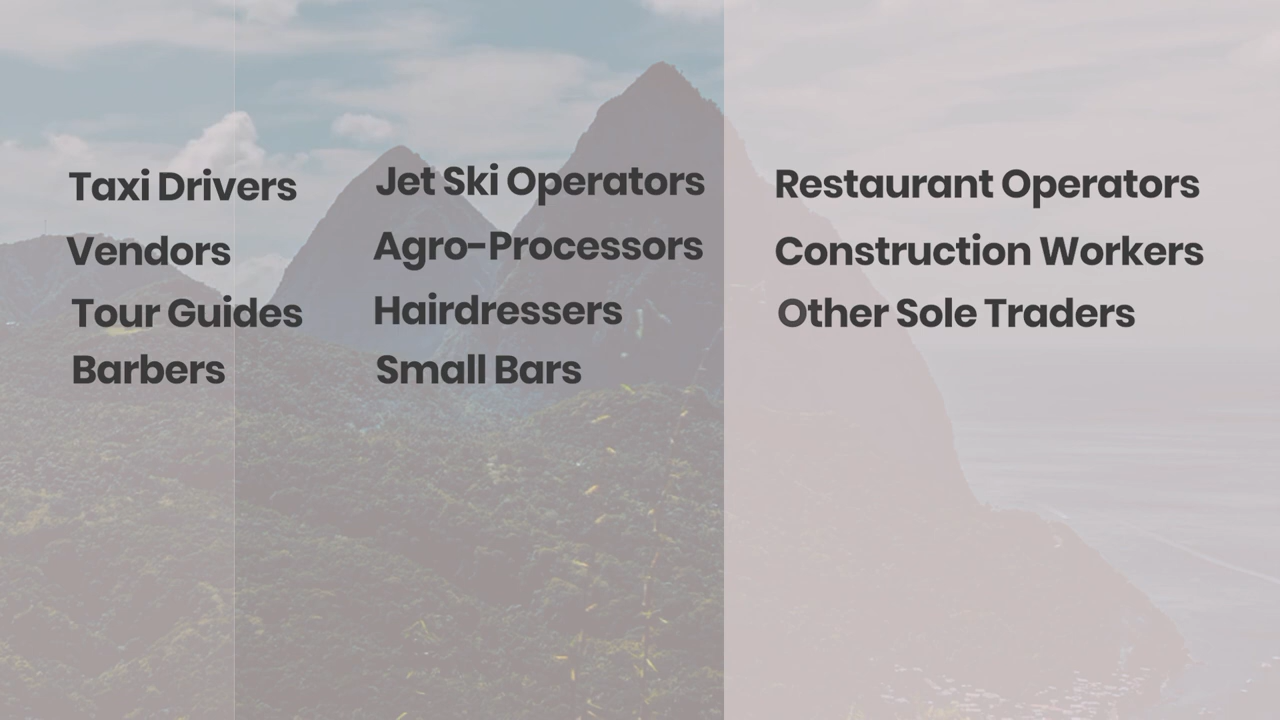 Taxi Drivers
Vendors
Tour Guides
Barbers
Jet Ski Operators
Agro-Processors
Hairdressers
Small Bars
Restaurant Operators
Construction Workers
Other Sole Traders